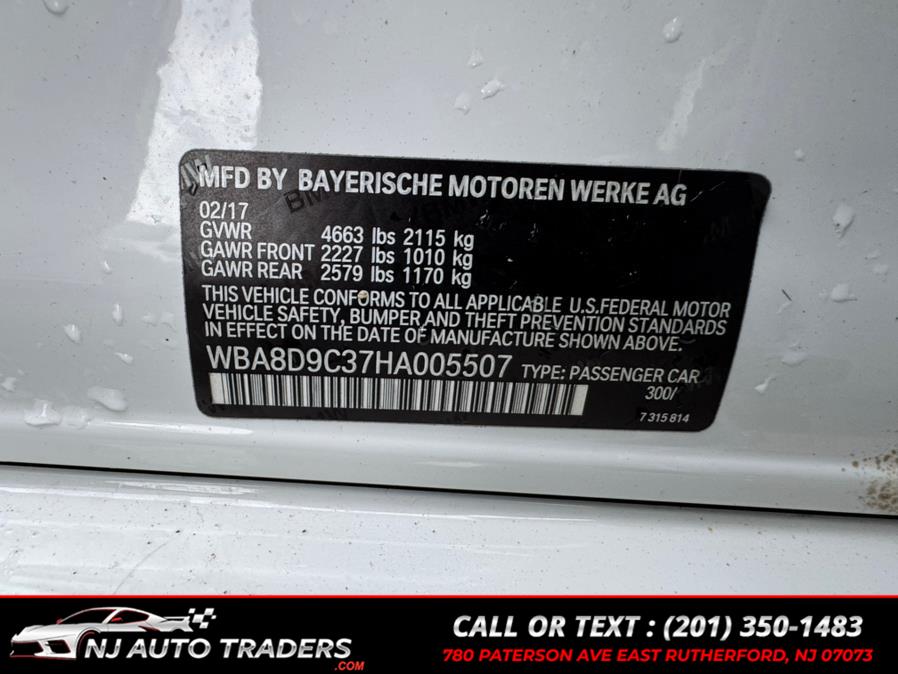 MFD BY BAYERISCHE MOTOREN WERKE AG
02/17
GVWR 4663 lbs 2115 kg
GAWR FRONT 2227 lbs 1010 kg
GAWR REAR 2579 lbs 1170 kg
THIS VEHICLE CONFORMS TO ALL APPLICABLE U.S.FEDERAL MOTOR
VEHICLE SAFETY, BUMPER AND THEFT PREVENTION STANDARDS
IN EFFECT ON THE DATE OF MANUFACTURE SHOWN ABOVE.
WBA8D9C37HA005507 TYPE: PASSENGER CAR
300/
7 315 814
NJ AUTO TRADERS
.COM
CALL OR TEXT : (201) 350-1483
780 PATERSON AVE EAST RUTHERFORD, NJ 07073